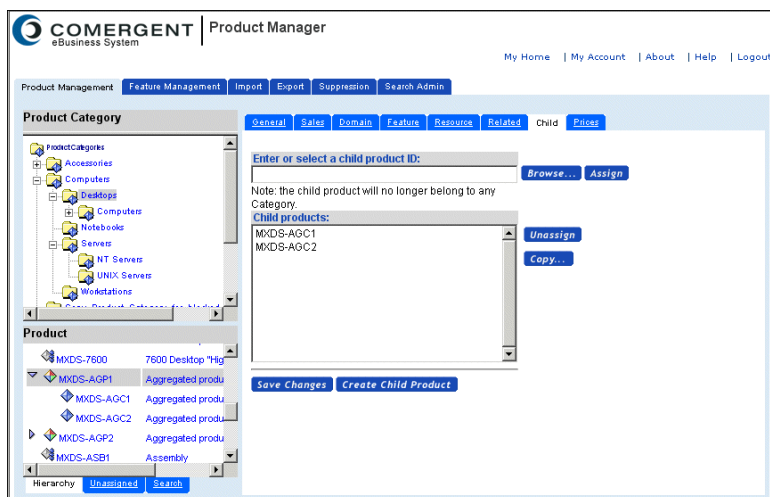 COMERGENT
eBusiness System
Product Manager
My Home | My Account | About | Help | Logout
Product Management Feature Management Import Export Suppression Search Admin
Product Category
Product Categories
Accessories
Computers
Desktops
Computers
Notebooks
Servers
NT Servers
UNIX Servers
Workstations
General Sales Domain Feature Resource Related Child Prices
Enter or select a child product ID:
Browse... Assign
Note: the child product will no longer belong to any
Category.
Child products:
MXDS-AGC1
MXDS-AGC2
Unassign
Copy...
Save Changes Create Child Product
Product
MXDS-7600 7600 Desktop "Hig
MXDS-AGP1 Aggregated produ
MXDS-AGC1 Aggregated produ
MXDS-AGC2 Aggregated produ
MXDS-AGP2 Aggregated produ
MXDS-ASB1 Assembly
Hierarchy Unassigned Search